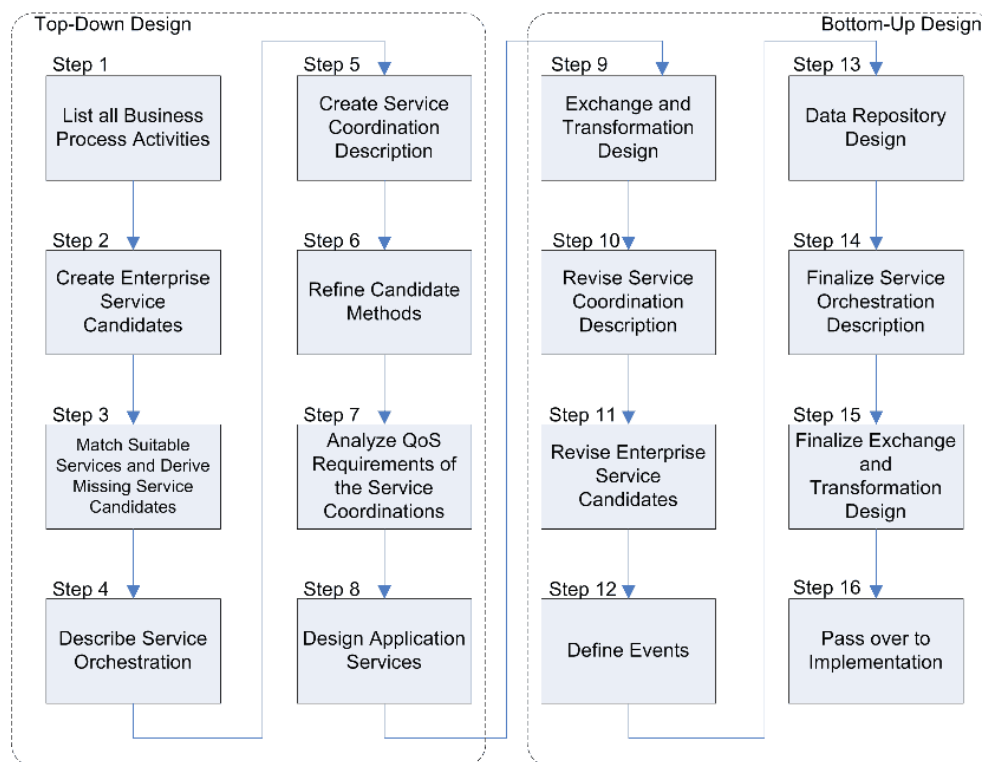 Top-Down Design
Step 1
List all Business
Process Activities
Step 2
Create Enterprise
Service
Candidates
Step 3
Match Suitable
Services and Derive
Missing Service
Candidates
Step 4
Describe Service
Orchestration
Step 5
Create Service
Coordination
Description
Step 6
Refine Candidate
Methods
Step 7
Analyze QoS
Requirements of
the Service
Coordinations
Step 8
Design Application
Services
Bottom-Up Design
Step 9
Exchange and
Transformation
Design
Step 10
Revise Service
Coordination
Description
Step 11
Revise Enterprise
Service
Candidates
Step 12
Define Events
Step 13
Data Repository
Design
Step 14
Finalize Service
Orchestration
Description
Step 15
Finalize Exchange
and
Transformation
Design
Step 16
Pass over to
Implementation